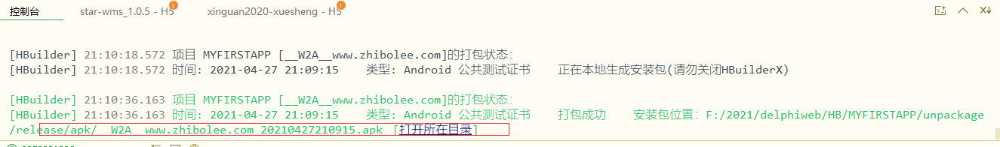 控制台 star-wms_1.0.5 - H5 1 xinguan2020-xuesheng - H5 1
[HBuilder] 21:10:18.572 项目 MYFIRSTAPP [__W2A__www.zhibolee.com]的打包状态:
[HBuilder] 21:10:18.572 时间: 2021-04-27 21:09:15 类型: Android 公共测试证书 正在本地生成安装包(请勿关闭HBuilderX)
[HBuilder] 21:10:36.163 项目 MYFIRSTAPP [__W2A__www.zhibolee.com]的打包状态:
[HBuilder] 21:10:36.163 时间: 2021-04-27 21:09:15 类型: Android 公共测试证书 打包成功 安装包位置: F:/2021/delphiweb/HB/MYFIRSTAPP/unpackage
/release/apk/__W2A__www.zhibolee.com_20210427210915.apk [打开所在目录]